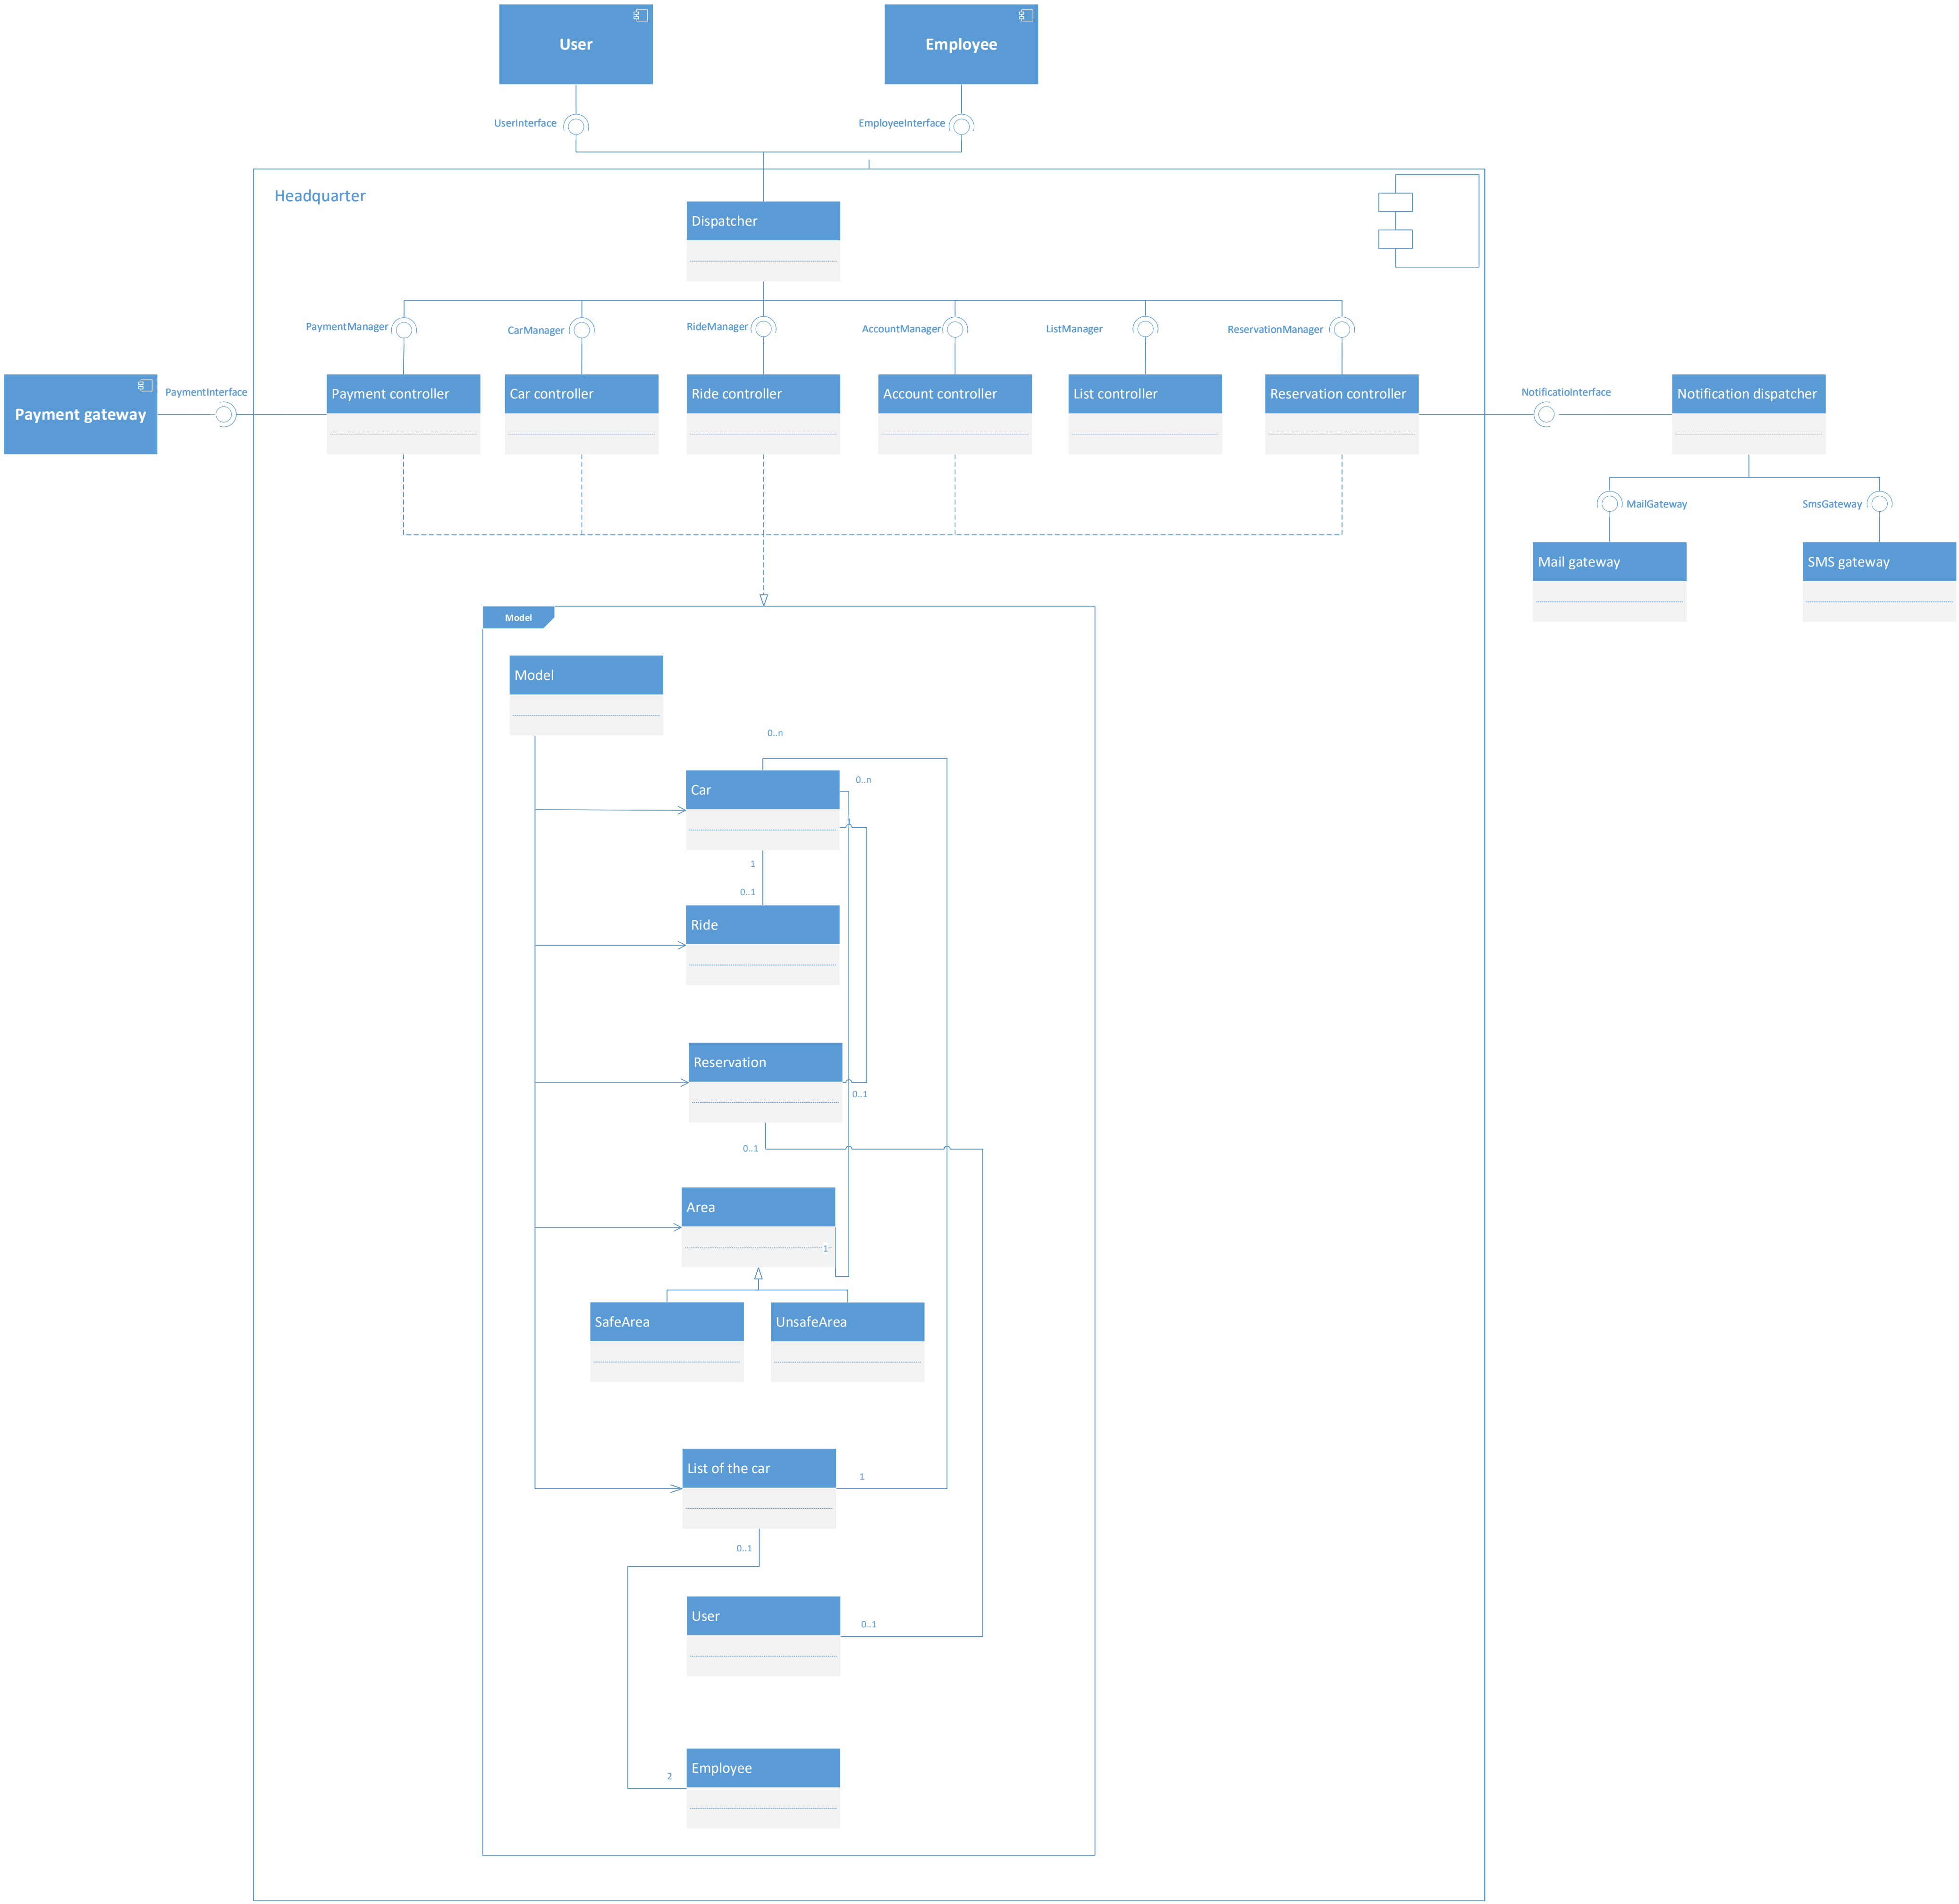 User
Employee
UserInterface
EmployeeInterface
Headquarter
Dispatcher
PaymentManager
CarManager
RideManager
AccountManager
ListManager
ReservationManager
Payment gateway
PaymentInterface
Payment controller
Car controller
Ride controller
Account controller
List controller
Reservation controller
NotificatioInterface
Notification dispatcher
MailGateway
SmsGateway
Mail gateway
SMS gateway
Model
Model
0..n
Car
0..n
1
1
0..1
Ride
Reservation
0..1
0..1
Area
1
SafeArea
UnsafeArea
List of the car
1
0..1
User
0..1
Employee
2